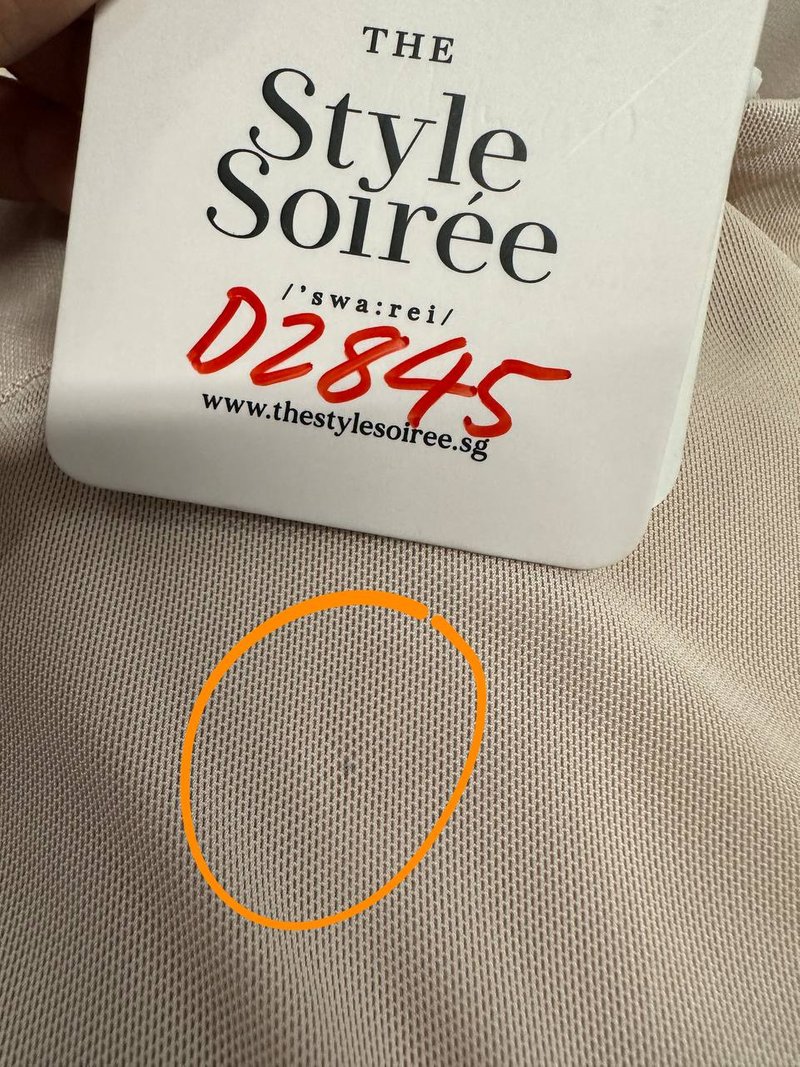 THE
Style
Soirée
/'swa:rei/
D2845
www.thestylesoiree.sg